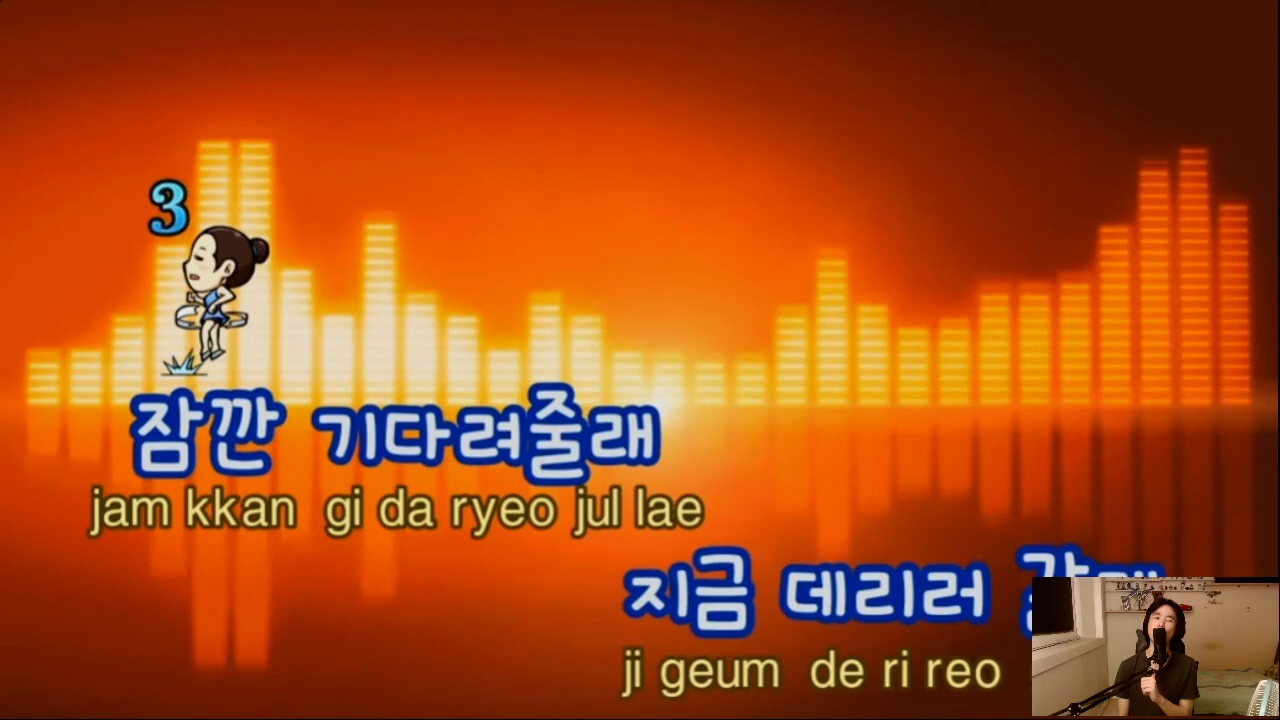 3
잠깐 기다려줄래
jam kkan gi da ryeo jul lae
지금 데리러
ji geum de ri reo